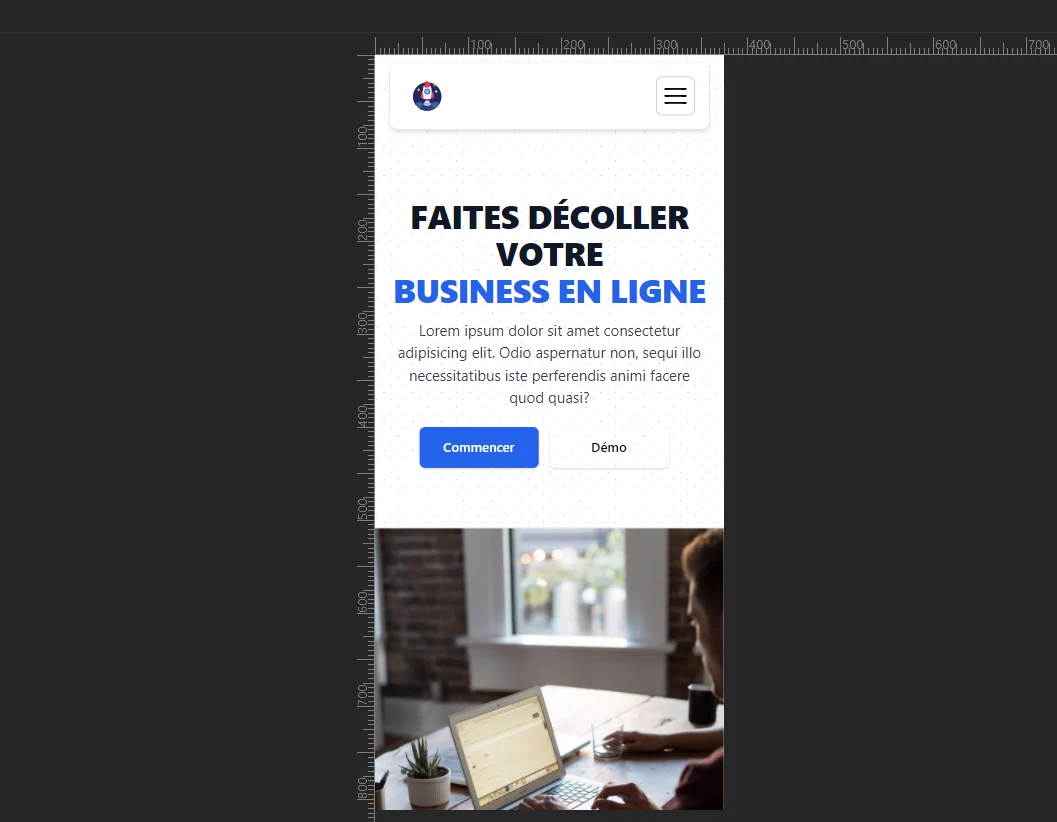 100 200 300 400 500 600 700
100
200
300
400
500
600
700
800
FAITES DÉCOLLER
VOTRE
BUSINESS EN LIGNE
Lorem ipsum dolor sit amet consectetur
adipisicing elit. Odio aspernatur non, sequi illo
necessitatibus iste perferendis animi facere
quod quasi?
Commencer Démo